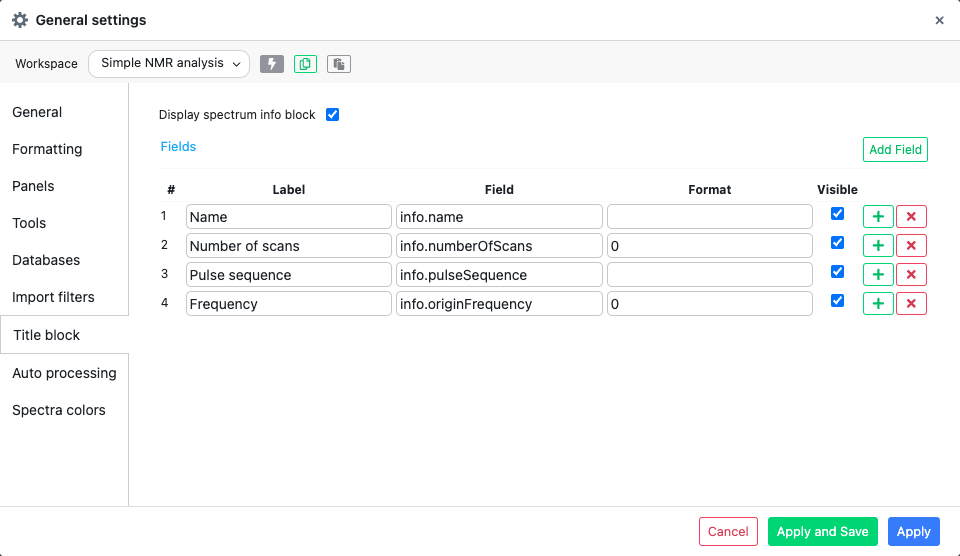 General settings
Workspace Simple NMR analysis
General
Formatting
Panels
Tools
Databases
Import filters
Title block
Auto processing
Spectra colors
Display spectrum info block
Fields
Add Field
# Label Field Format Visible
1 Name info.name
2 Number of scans info.numberOfScans 0
3 Pulse sequence info.pulseSequence
4 Frequency info.originFrequency 0
Cancel Apply and Save Apply